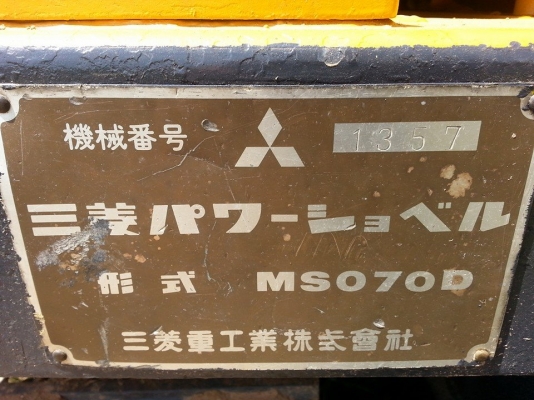 機械番号 1357
三菱パワーショベル
形式 MS070D
三菱重工業株式會社